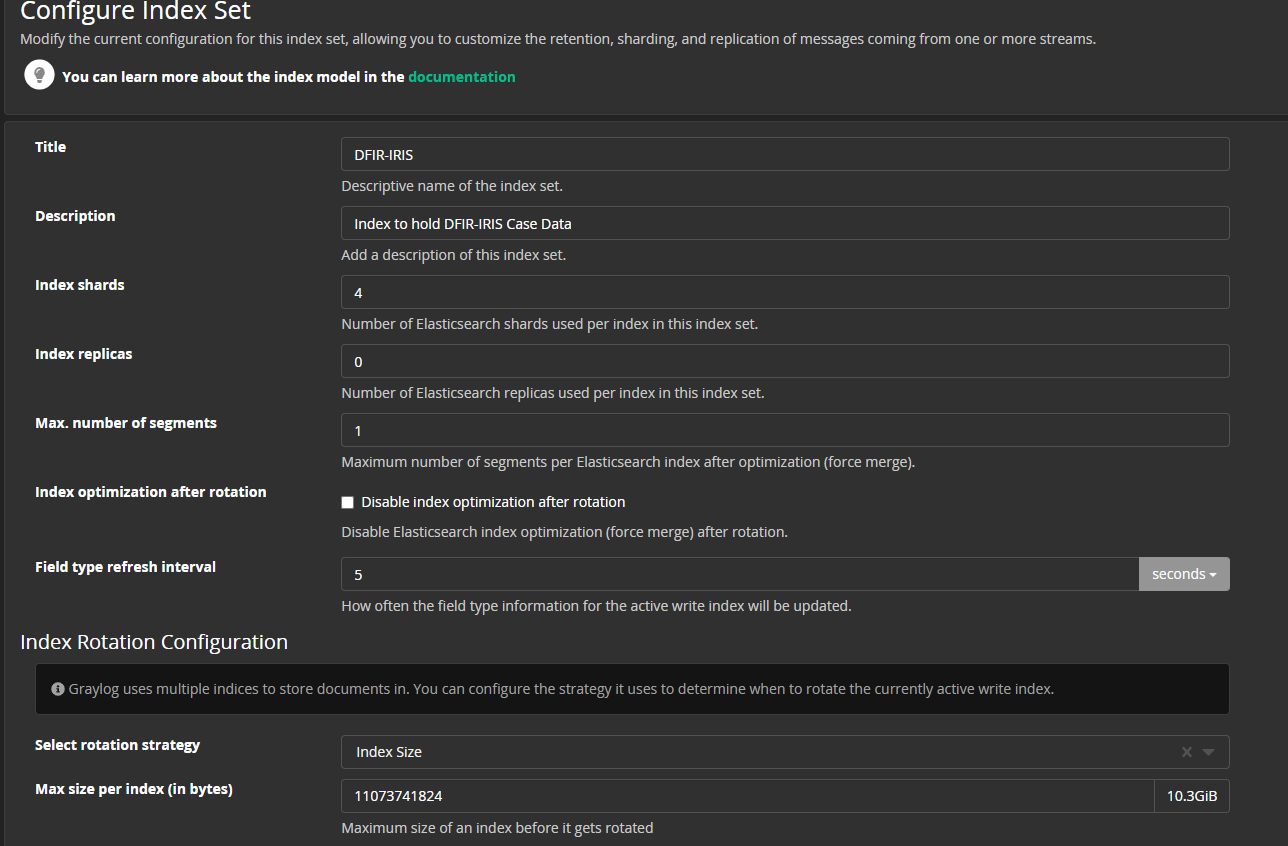 Configure Index Set
Modify the current configuration for this index set, allowing you to customize the retention, sharding, and replication of messages coming from one or more streams.
You can learn more about the index model in the documentation
Title
DFIR-IRIS
Descriptive name of the index set.
Description
Index to hold DFIR-IRIS Case Data
Add a description of this index set.
Index shards
4
Number of Elasticsearch shards used per index in this index set.
Index replicas
0
Number of Elasticsearch replicas used per index in this index set.
Max. number of segments
1
Maximum number of segments per Elasticsearch index after optimization (force merge).
Index optimization after rotation
Disable index optimization after rotation
Disable Elasticsearch index optimization (force merge) after rotation.
Field type refresh interval
5 seconds
How often the field type information for the active write index will be updated.
Index Rotation Configuration
Graylog uses multiple indices to store documents in. You can configure the strategy it uses to determine when to rotate the currently active write index.
Select rotation strategy
Index Size
Max size per index (in bytes)
11073741824 10.3GiB
Maximum size of an index before it gets rotated